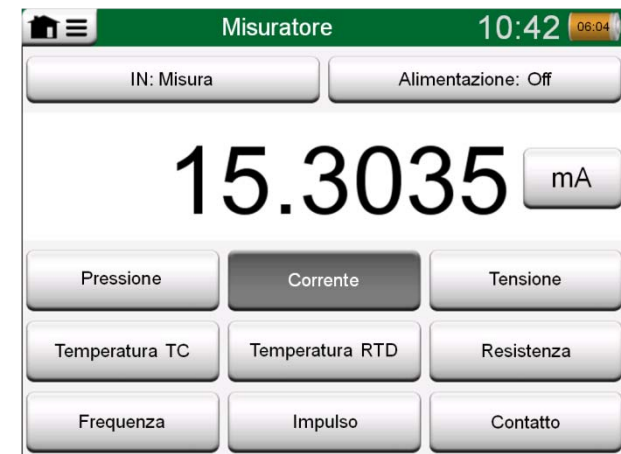 Misuratore 10:42 06:04
IN: Misura Alimentazione: Off
15.3035 mA
Pressione Corrente Tensione
Temperatura TC Temperatura RTD Resistenza
Frequenza Impulso Contatto